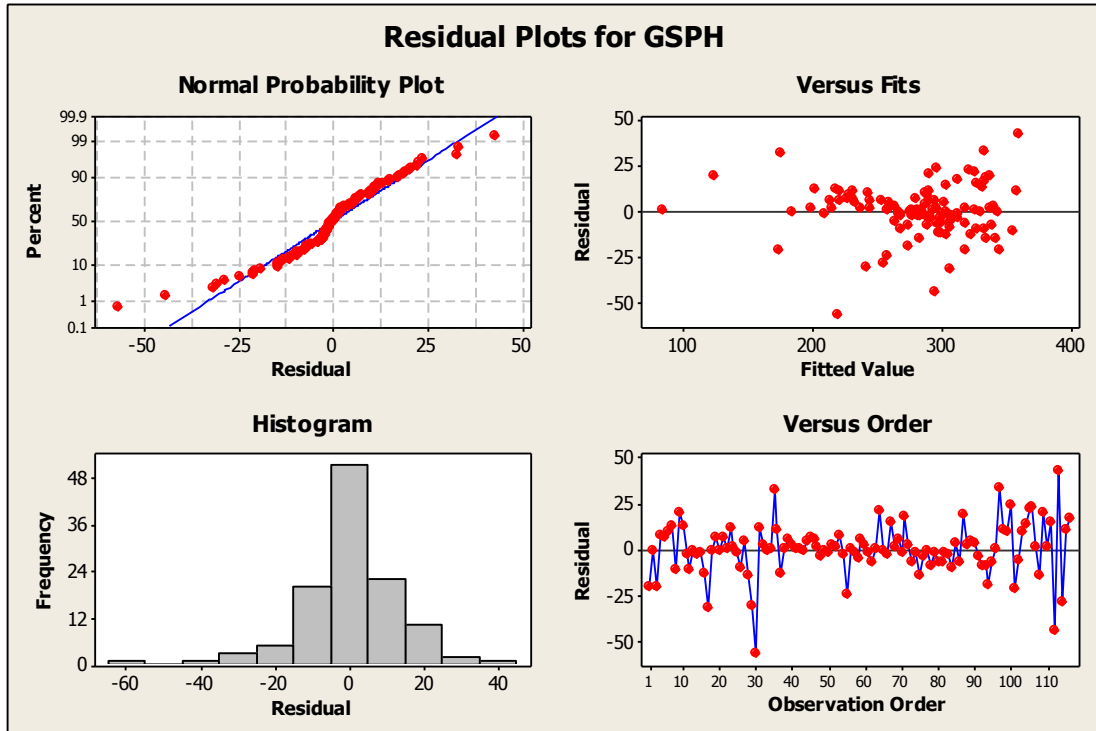 Residual Plots for GSPH
Normal Probability Plot
99.9
99
90
50
10
1
0.1
Percent
-50 -25 0 25 50
Residual
Versus Fits
50
25
0
-25
-50
Residual
100 200 300 400
Fitted Value
Histogram
48
36
24
12
0
Frequency
-60 -40 -20 0 20 40
Residual
Versus Order
50
25
0
-25
-50
Residual
1 10 20 30 40 50 60 70 80 90 100 110
Observation Order